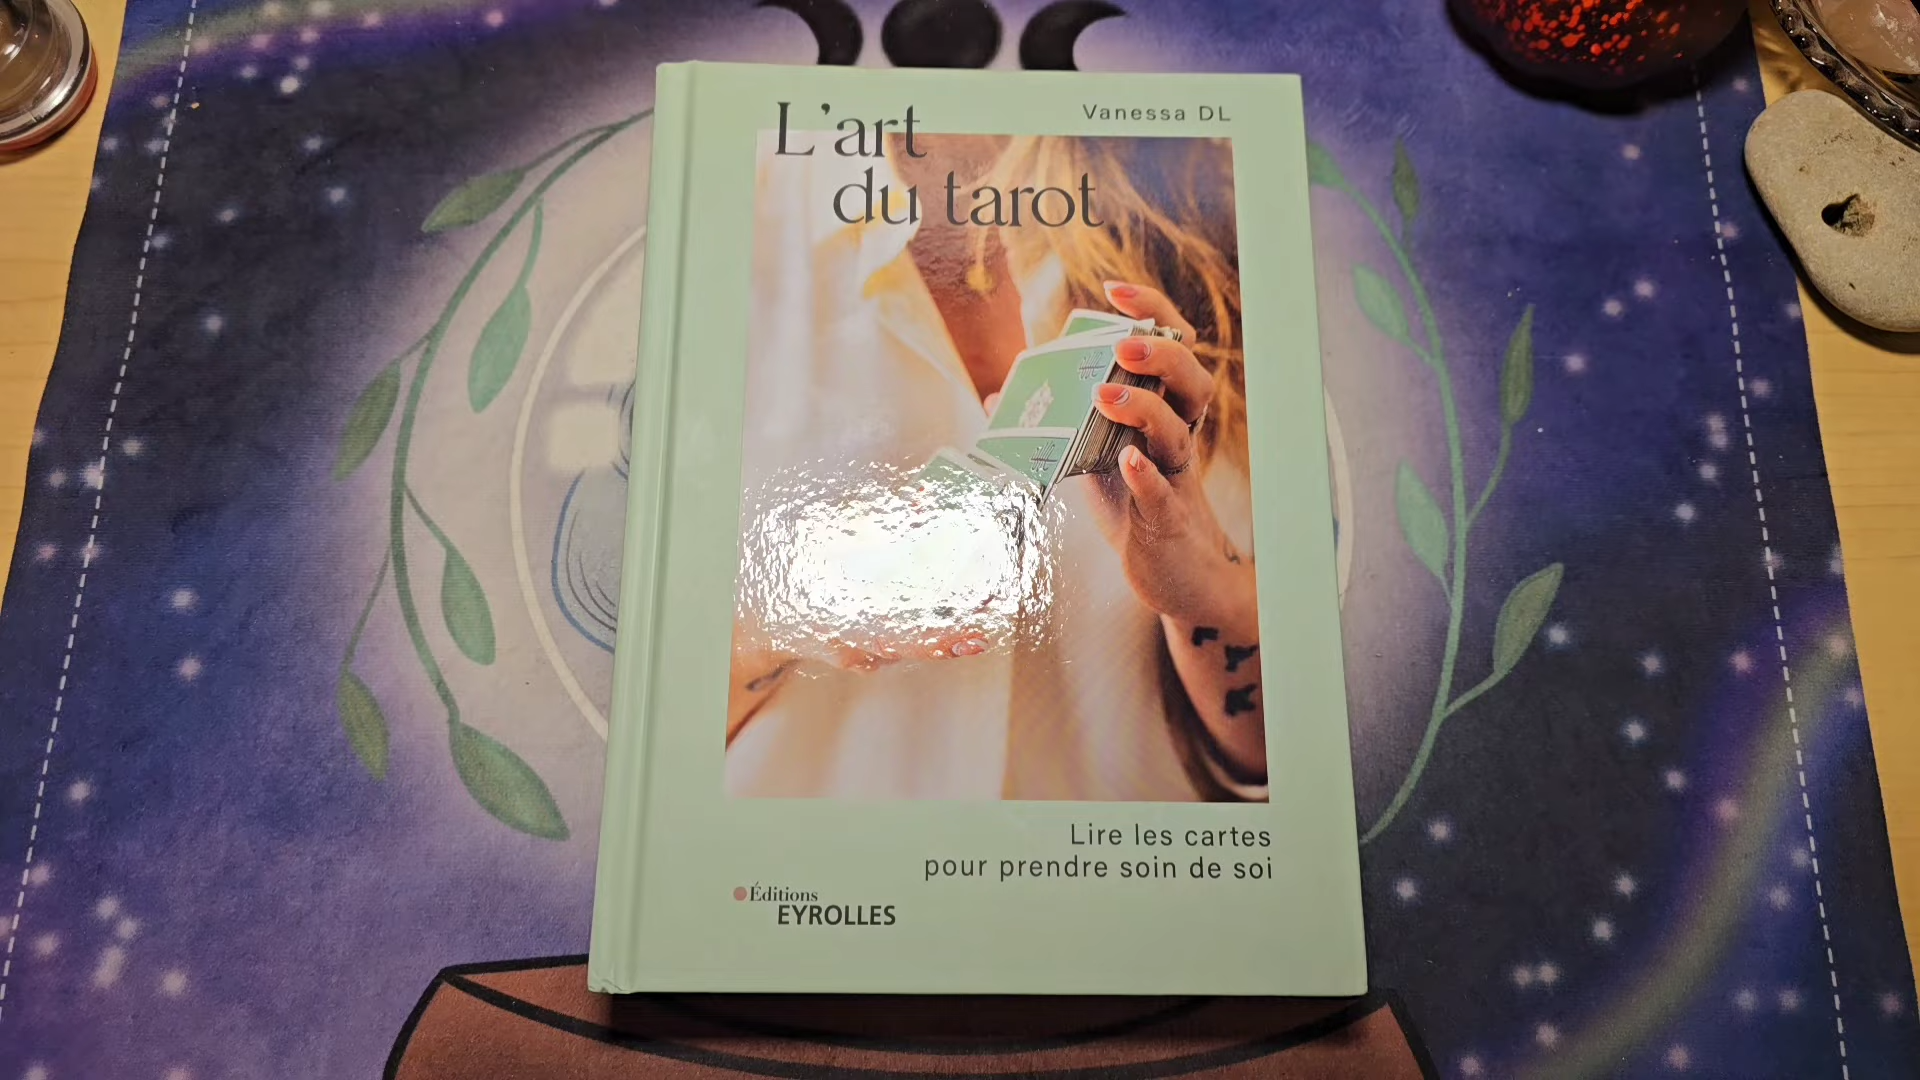 L'art
du tarot
Vanessa DL
Lire les cartes
pour prendre soin de soi
Éditions
EYROLLES